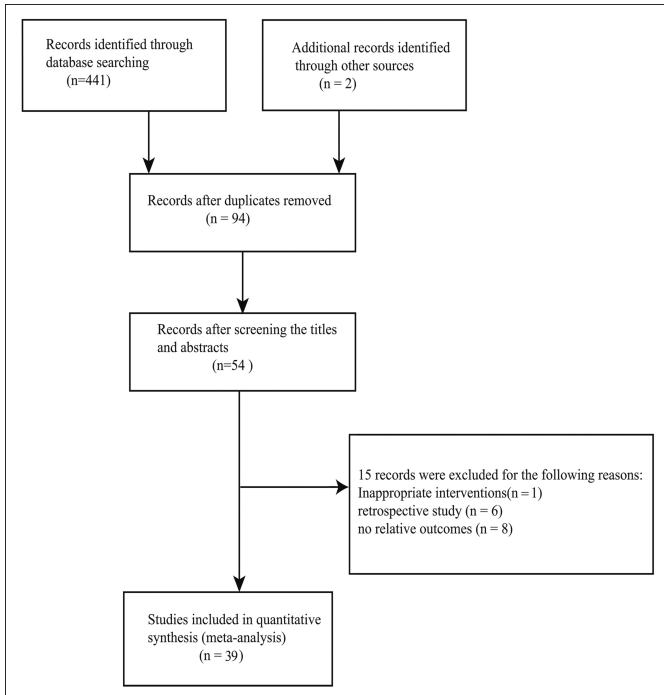 Records identified through
database searching
(n=441)
Additional records identified
through other sources
(n = 2)
Records after duplicates removed
(n = 94)
Records after screening the titles
and abstracts
(n=54 )
15 records were excluded for the following reasons:
Inappropriate interventions(n = 1)
retrospective study (n = 6)
no relative outcomes (n = 8)
Studies included in quantitative
synthesis (meta-analysis)
(n = 39)